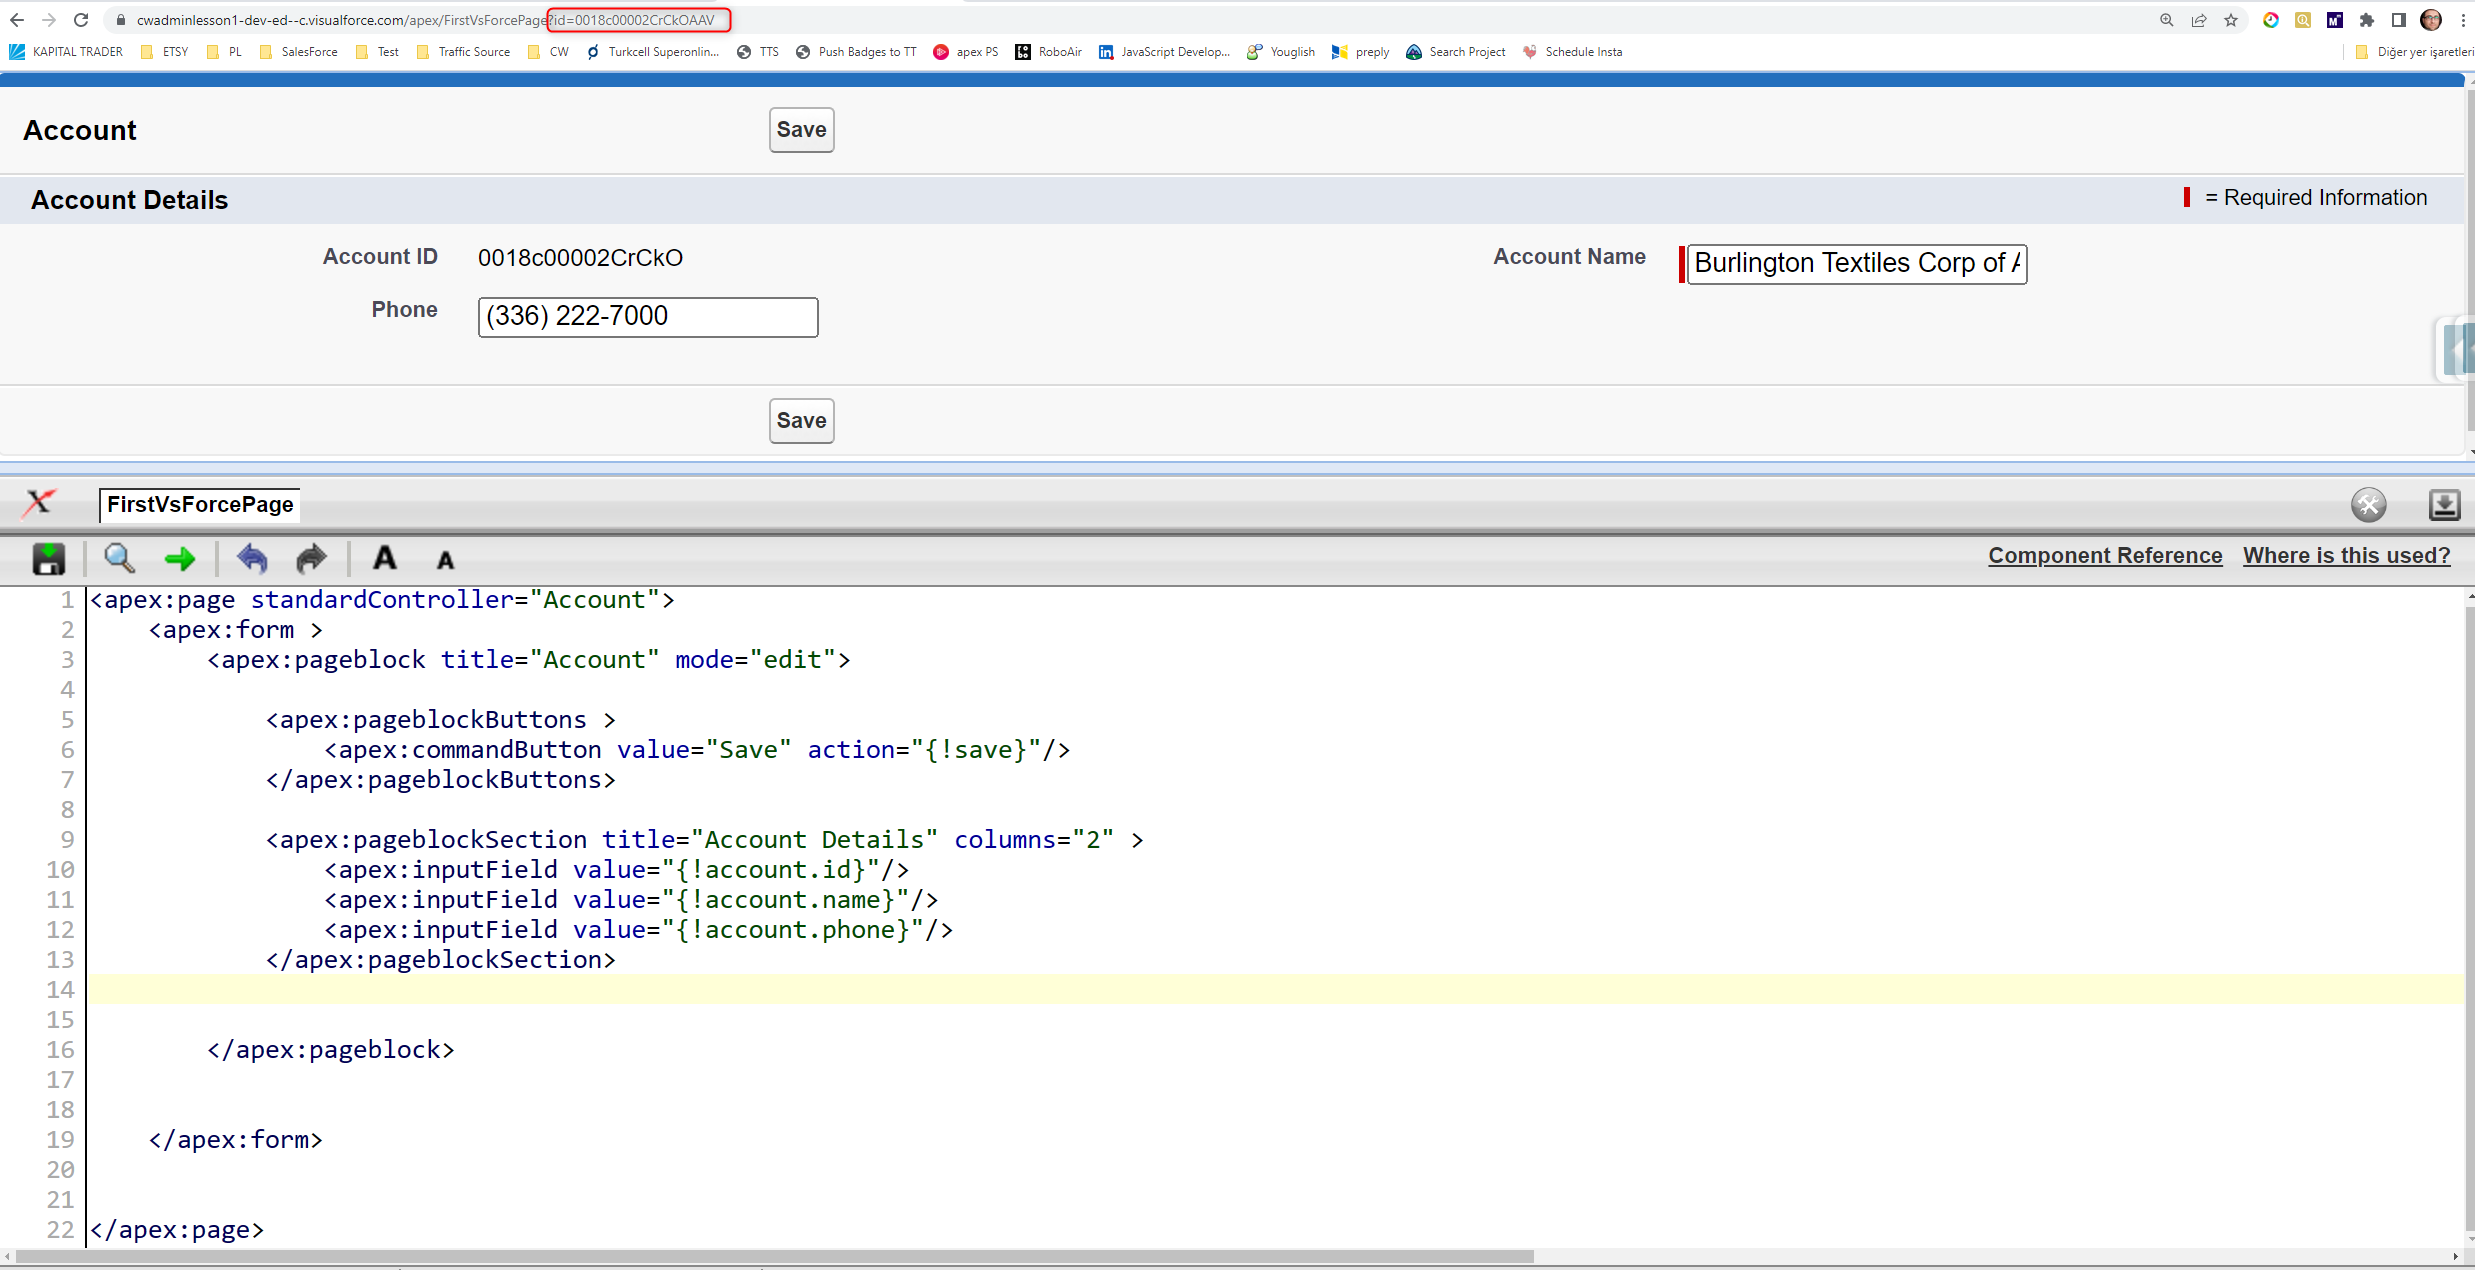 cwadminlesson1-dev-ed--c.visualforce.com/apex/FirstVsForcePage?id=0018c00002CrCkOAAV
KAPITAL TRADER ETSY PL SalesForce Test Traffic Source CW Turkcell Superonlin... TTS Push Badges to TT apex PS RoboAir JavaScript Develop... Youglish preply Search Project Schedule Insta Diğer yer işaretleri
Account Save
Account Details = Required Information
Account ID 0018c00002CrCkO Account Name Burlington Textiles Corp of A
Phone (336) 222-7000
Save
FirstVsForcePage
A A Component Reference Where is this used?
1 <apex:page standardController="Account">
2 <apex:form >
3 <apex:pageblock title="Account" mode="edit">
4
5 <apex:pageblockButtons >
6 <apex:commandButton value="Save" action="{!save}"/>
7 </apex:pageblockButtons>
8
9 <apex:pageblockSection title="Account Details" columns="2" >
10 <apex:inputField value="{!account.id}"/>
11 <apex:inputField value="{!account.name}"/>
12 <apex:inputField value="{!account.phone}"/>
13 </apex:pageblockSection>
14
15
16 </apex:pageblock>
17
18
19 </apex:form>
20
21
22 </apex:page>